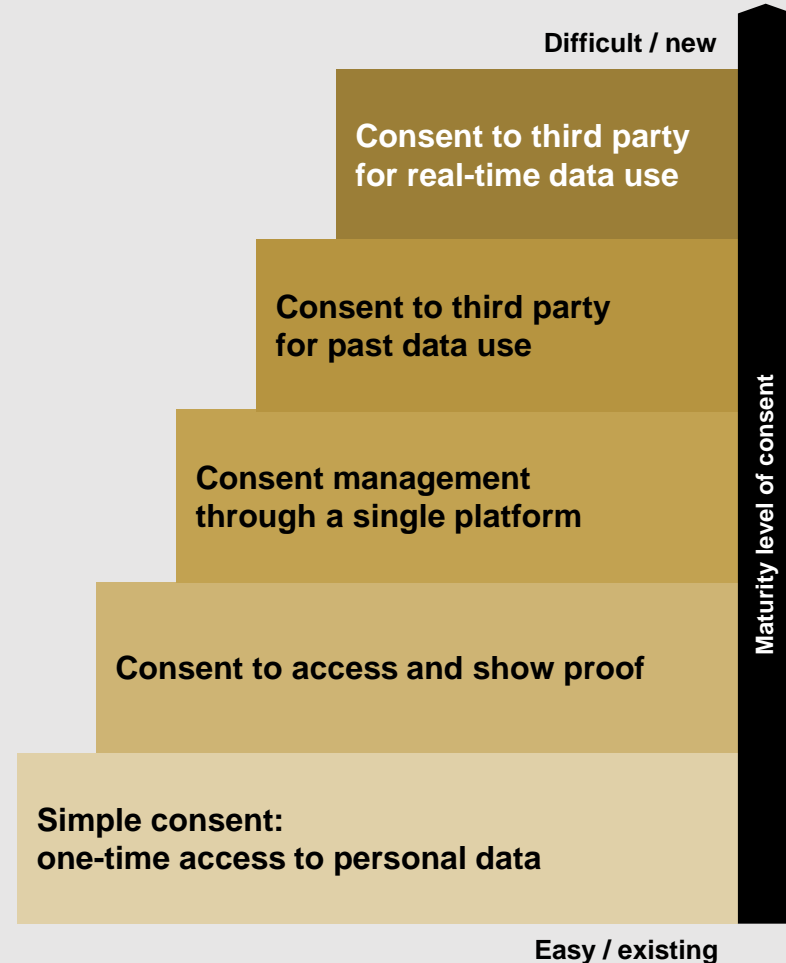 Difficult / new
Consent to third party
for real-time data use
Consent to third party
for past data use
Consent management
through a single platform
Consent to access and show proof
Simple consent:
one-time access to personal data
Easy / existing
Maturity level of consent